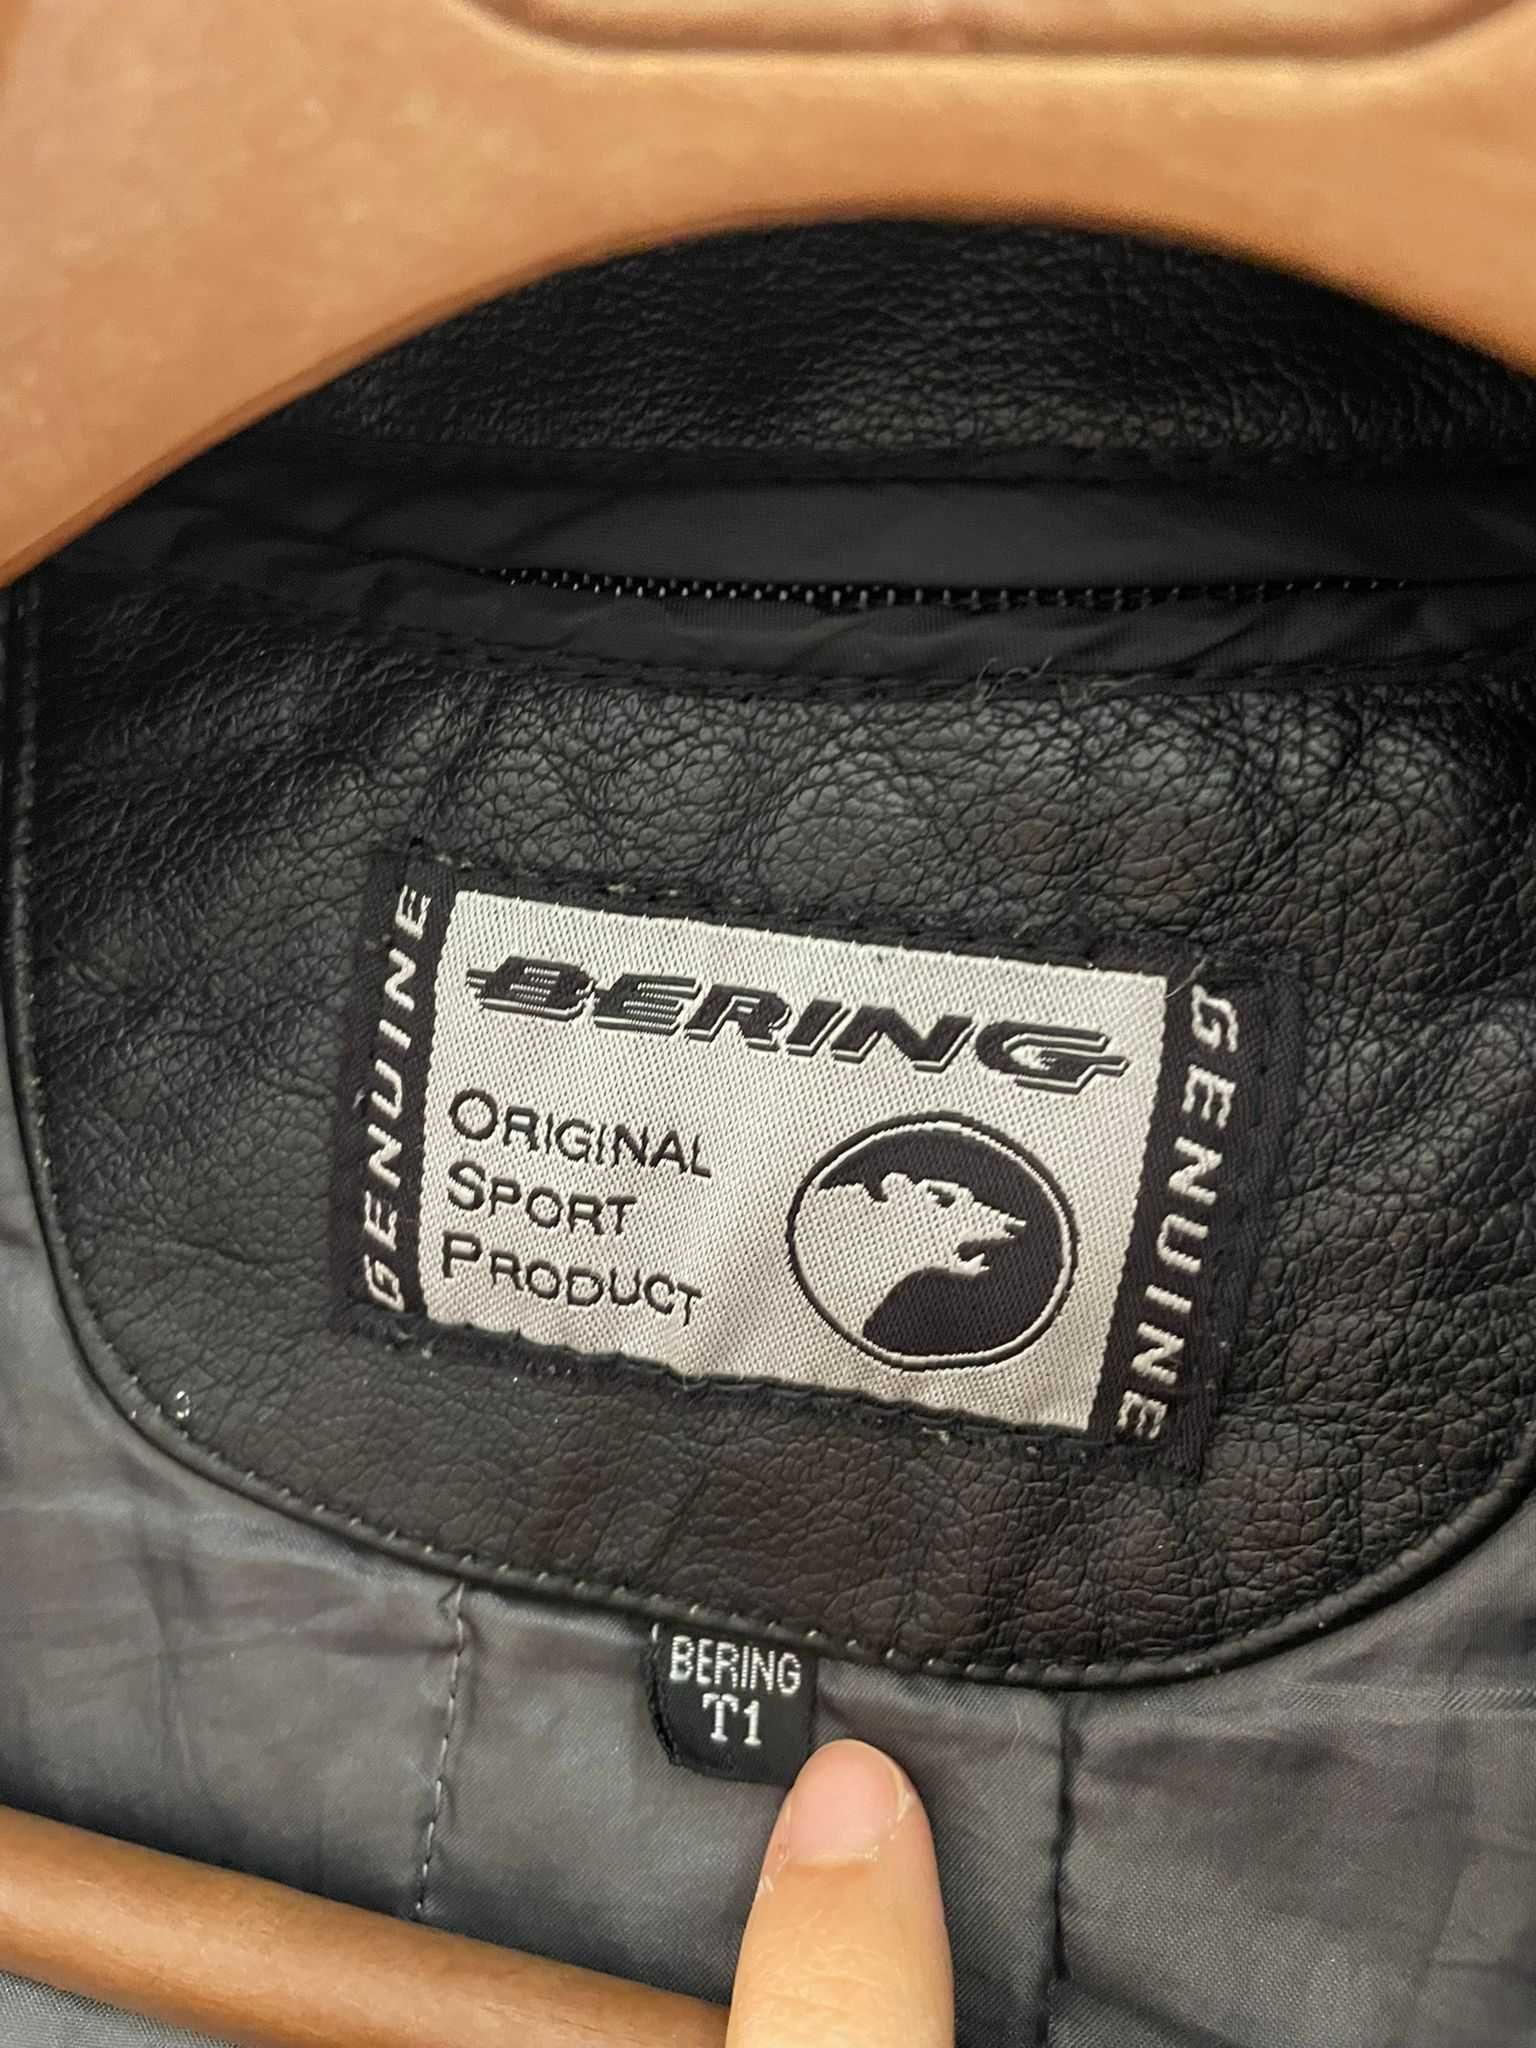 GENUINE
BERING
ORIGINAL
SPORT
PRODUCT
GENUINE
BERING
T1